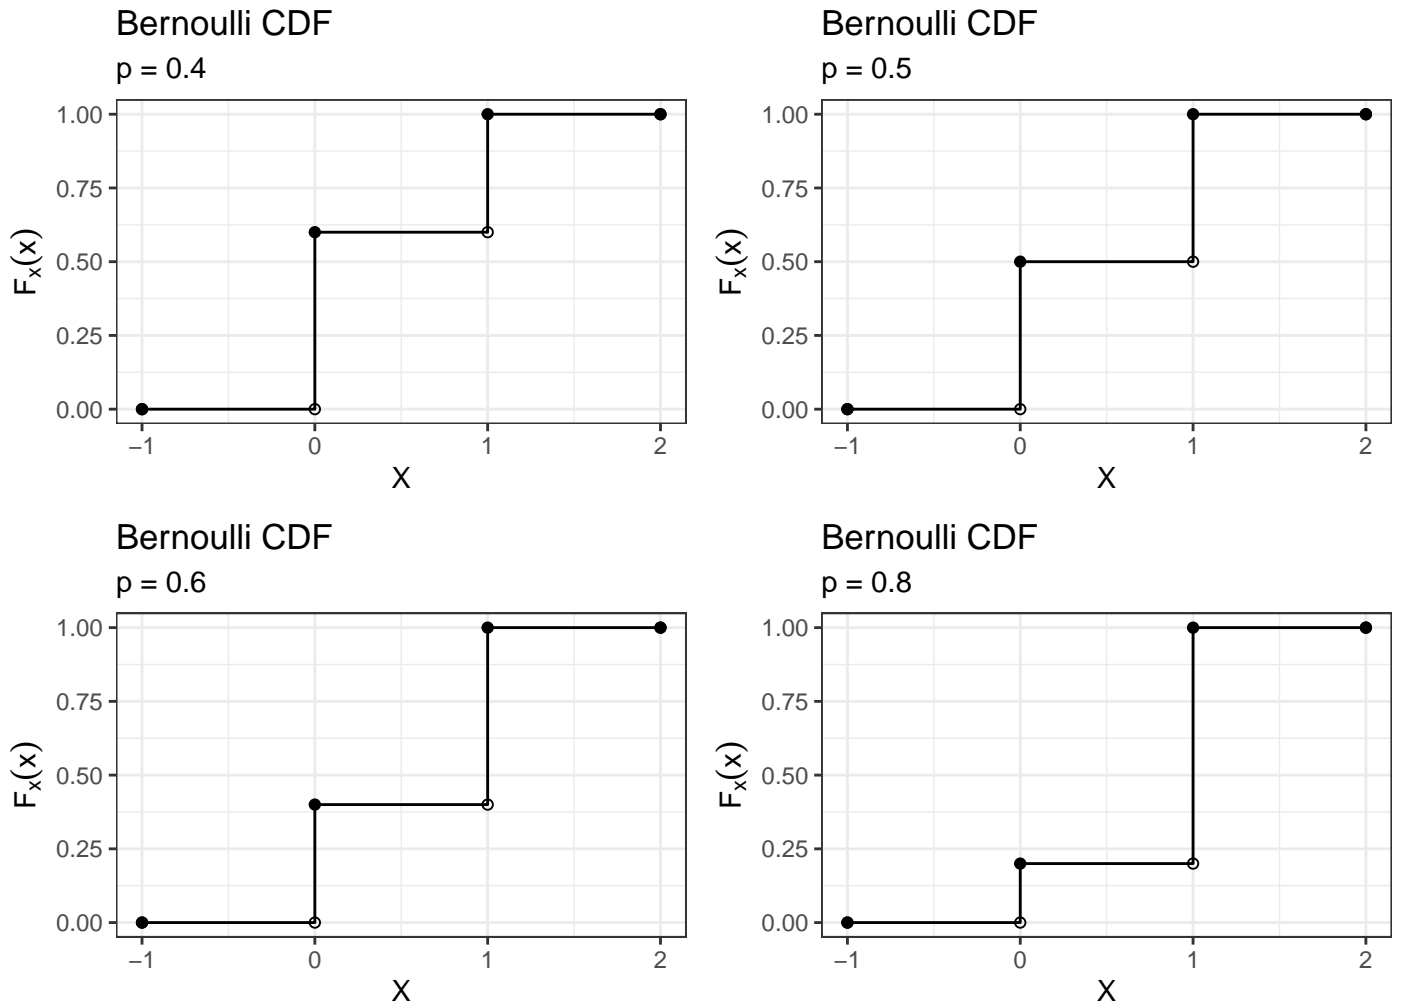 Bernoulli CDF
p = 0.4
1.00
0.75
0.50
0.25
0.00
Fx(x)
−1 0 1 2
X
Bernoulli CDF
p = 0.5
1.00
0.75
0.50
0.25
0.00
Fx(x)
−1 0 1 2
X
Bernoulli CDF
p = 0.6
1.00
0.75
0.50
0.25
0.00
Fx(x)
−1 0 1 2
X
Bernoulli CDF
p = 0.8
1.00
0.75
0.50
0.25
0.00
Fx(x)
−1 0 1 2
X